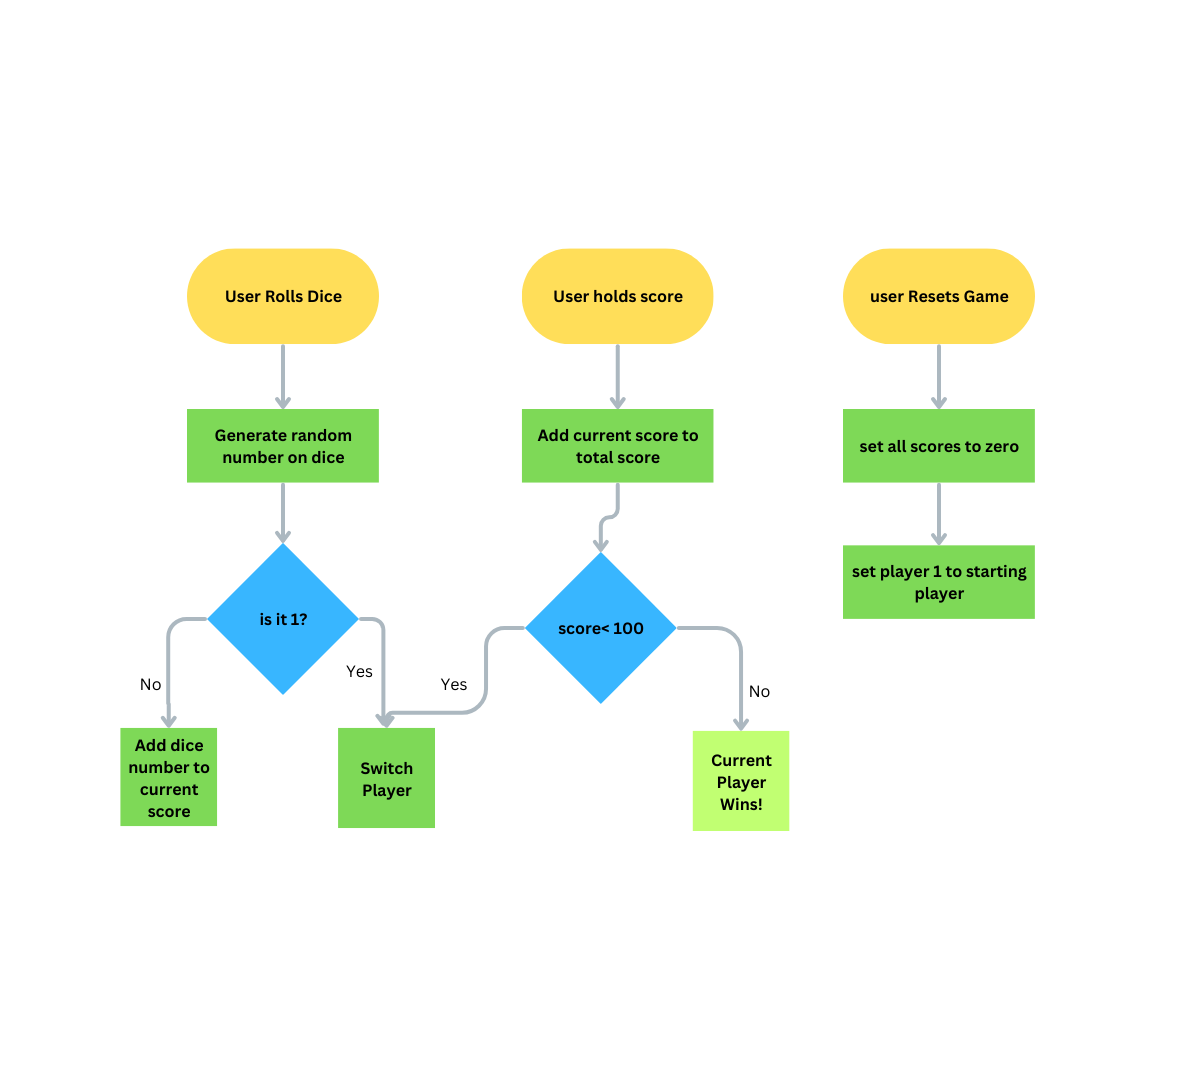 User Rolls Dice
User holds score
user Resets Game
Generate random
number on dice
Add current score to
total score
set all scores to zero
set player 1 to starting
player
is it 1?
score< 100
No
Yes
Yes
No
Add dice
number to
current
score
Switch
Player
Current
Player
Wins!